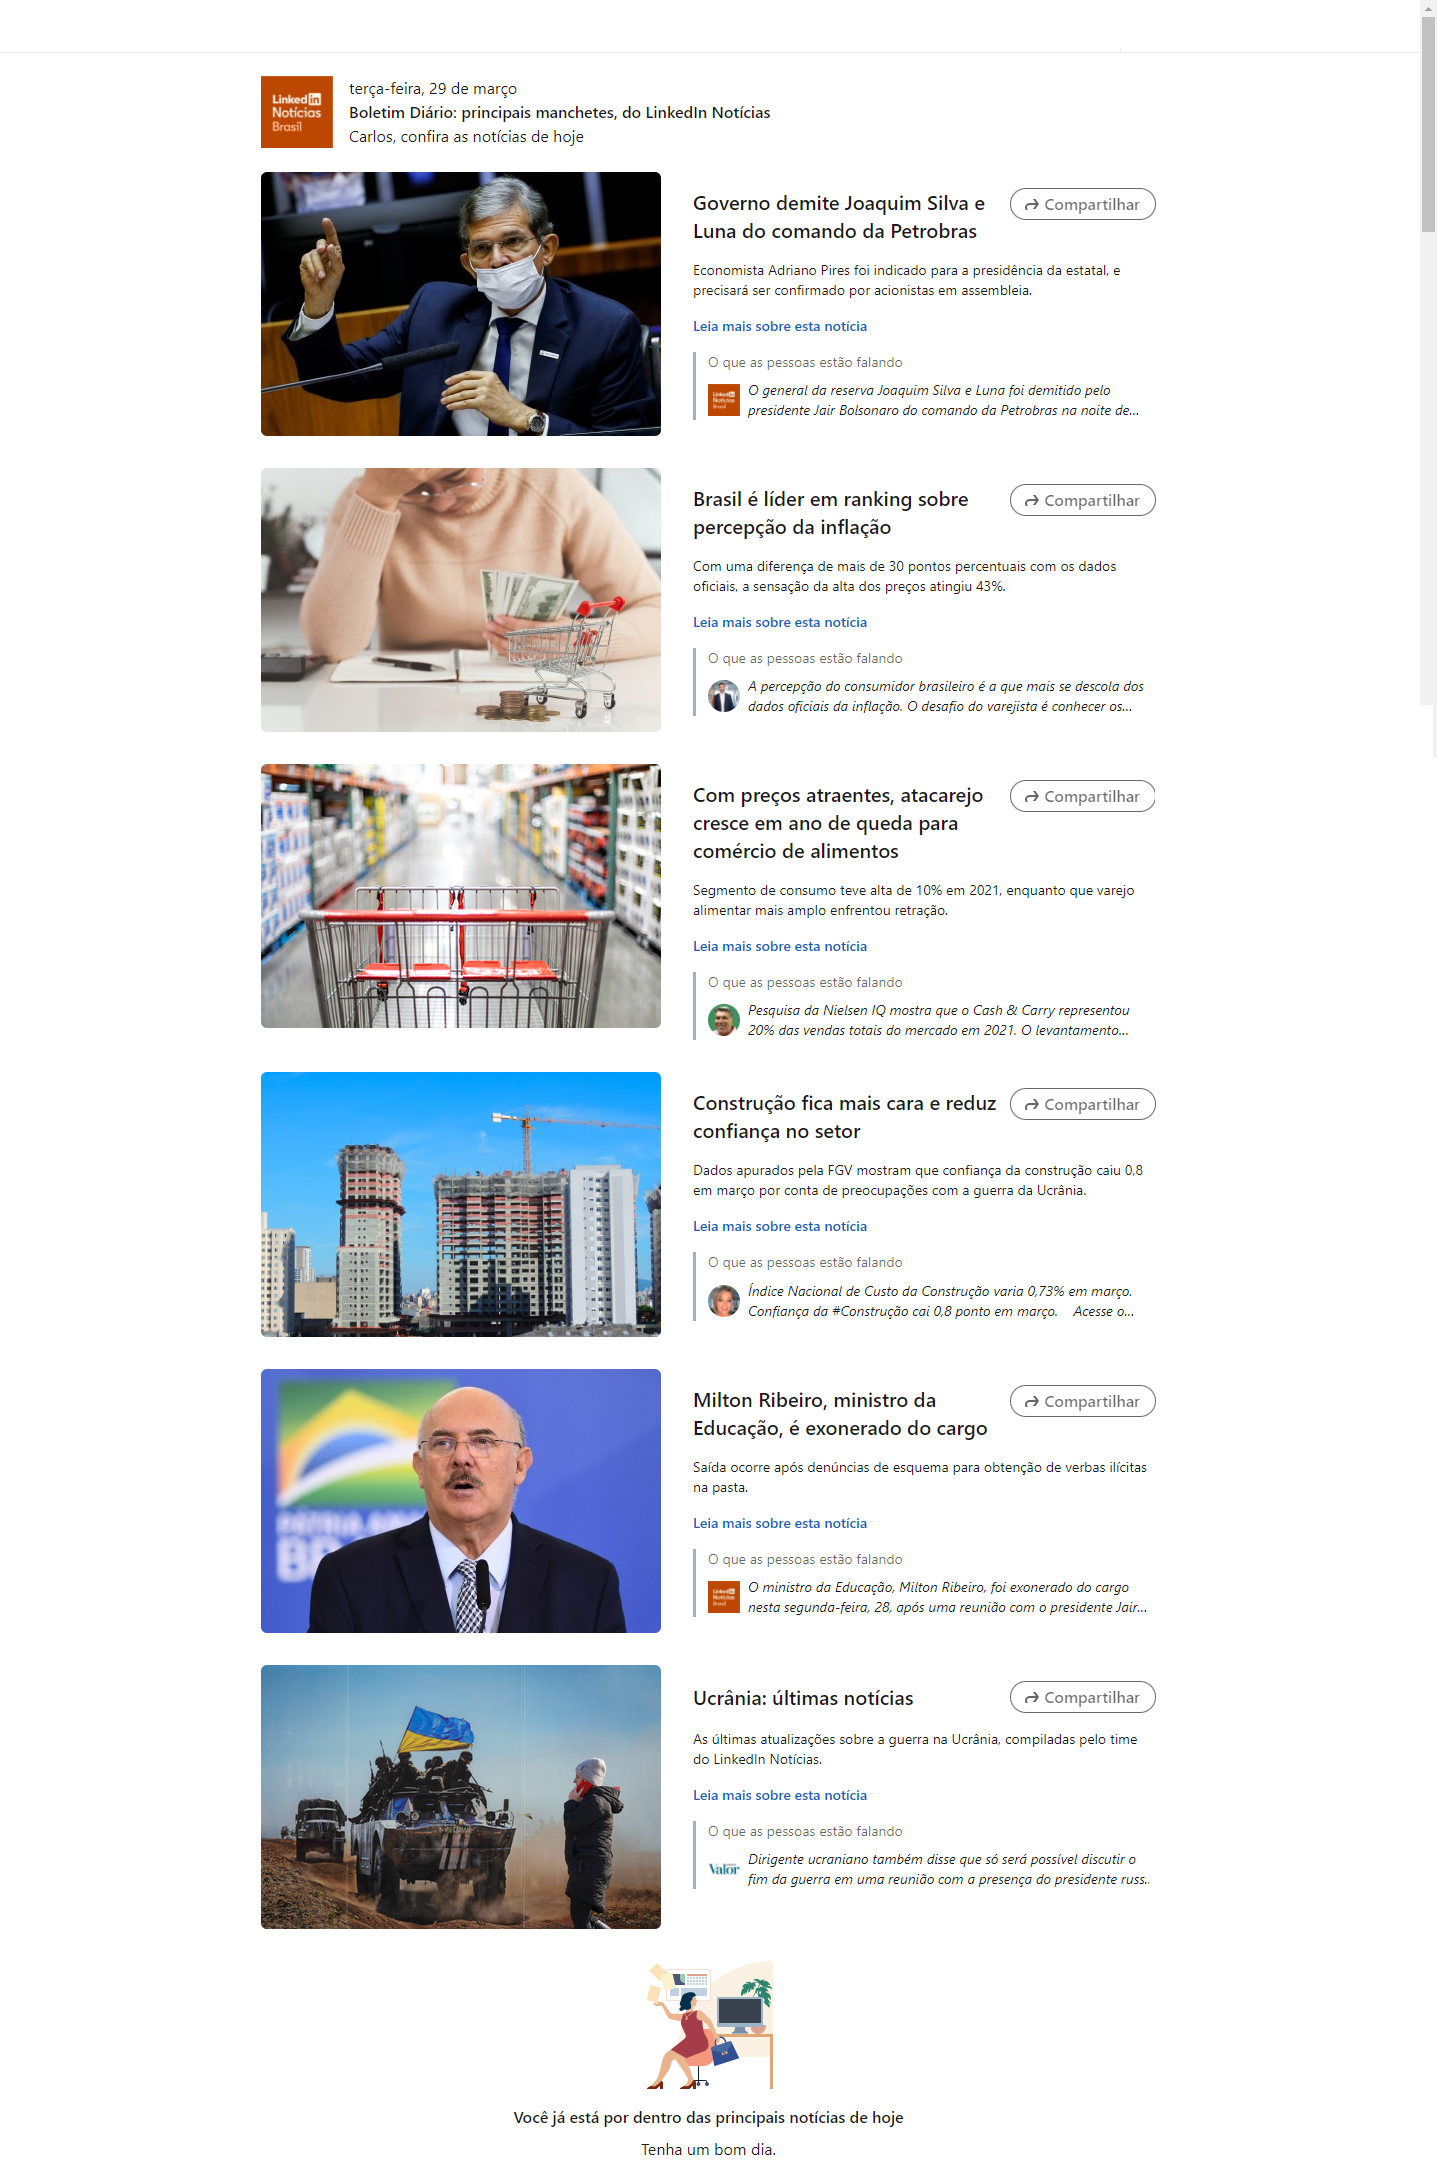 Linked in
Notícias
Brasil
terça-feira, 29 de março
Boletim Diário: principais manchetes, do LinkedIn Notícias
Carlos, confira as notícias de hoje
Governo demite Joaquim Silva e
Luna do comando da Petrobras
Compartilhar
Economista Adriano Pires foi indicado para a presidência da estatal, e
precisará ser confirmado por acionistas em assembleia.
Leia mais sobre esta notícia
O que as pessoas estão falando
O general da reserva Joaquim Silva e Luna foi demitido pelo
presidente Jair Bolsonaro do comando da Petrobras na noite de...
Brasil é líder em ranking sobre
percepção da inflação
Compartilhar
Com uma diferença de mais de 30 pontos percentuais com os dados
oficiais, a sensação da alta dos preços atingiu 43%.
Leia mais sobre esta notícia
O que as pessoas estão falando
A percepção do consumidor brasileiro é a que mais se descola dos
dados oficiais da inflação. O desafio do varejista é conhecer os...
Com preços atraentes, atacarejo
cresce em ano de queda para
comércio de alimentos
Compartilhar
Segmento de consumo teve alta de 10% em 2021, enquanto que varejo
alimentar mais amplo enfrentou retração.
Leia mais sobre esta notícia
O que as pessoas estão falando
Pesquisa da Nielsen IQ mostra que o Cash & Carry representou
20% das vendas totais do mercado em 2021. O levantamento...
Construção fica mais cara e reduz
confiança no setor
Compartilhar
Dados apurados pela FGV mostram que confiança da construção caiu 0,8
em março por conta de preocupações com a guerra da Ucrânia.
Leia mais sobre esta notícia
O que as pessoas estão falando
Índice Nacional de Custo da Construção varia 0,73% em março.
Confiança da #Construção cai 0,8 ponto em março. Acesse o...
Milton Ribeiro, ministro da
Educação, é exonerado do cargo
Compartilhar
Saída ocorre após denúncias de esquema para obtenção de verbas ilícitas
na pasta.
Leia mais sobre esta notícia
O que as pessoas estão falando
O ministro da Educação, Milton Ribeiro, foi exonerado do cargo
nesta segunda-feira, 28, após uma reunião com o presidente Jair...
Ucrânia: últimas notícias
Compartilhar
As últimas atualizações sobre a guerra na Ucrânia, compiladas pelo time
do LinkedIn Notícias.
Leia mais sobre esta notícia
O que as pessoas estão falando
Valor
Dirigente ucraniano também disse que só será possível discutir o
fim da guerra em uma reunião com a presença do presidente russ..
Você já está por dentro das principais notícias de hoje
Tenha um bom dia.